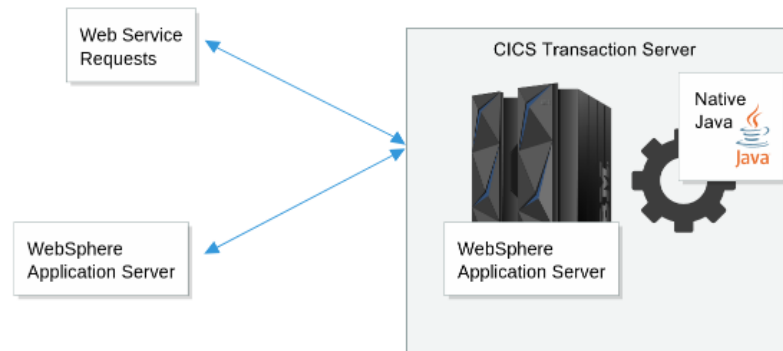 Web Service
Requests
CICS Transaction Server
Native
Java
Java
WebSphere
Application Server
WebSphere
Application Server